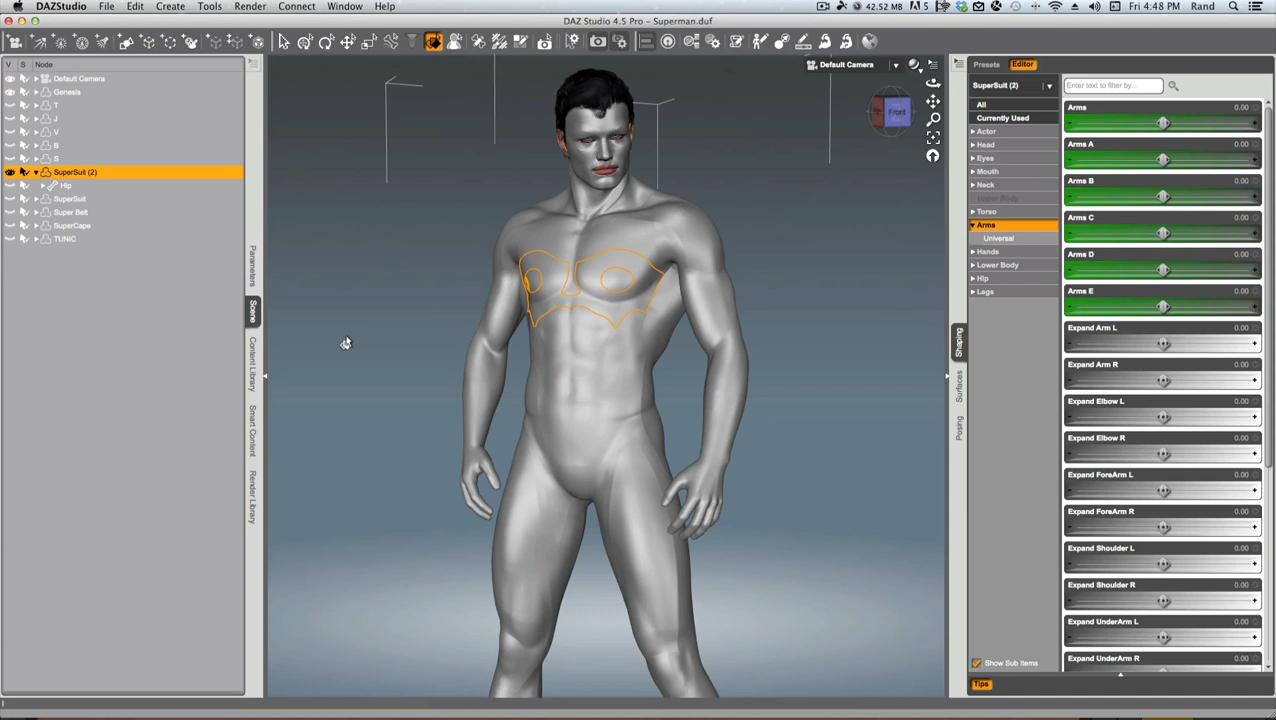 DAZStudio File Edit Create Tools Render Connect Window Help 42.52 MB 5 Fri 4:48 PM Rand
DAZ Studio 4.5 Pro - Superman.duf
V S Node
Default Camera
Genesis
T
J
V
B
S
SuperSuit (2)
Hip
SuperSuit
Super Belt
SuperCape
TUNIC
Parameters
Scene
Content Library
Smart Content
Render Library
Default Camera
Front
Shaping
Surfaces
Posing
Presets Editor
SuperSuit (2)
All
Currently Used
Actor
Head
Eyes
Mouth
Neck
Upper Body
Torso
Arms
Universal
Hands
Lower Body
Hip
Legs
Show Sub Items
Tips
Enter text to filter by...
Arms 0.00
Arms A 0.00
Arms B 0.00
Arms C 0.00
Arms D 0.00
Arms E 0.00
Expand Arm L 0.00
Expand Arm R 0.00
Expand Elbow L 0.00
Expand Elbow R 0.00
Expand ForeArm L 0.00
Expand ForeArm R 0.00
Expand Shoulder L 0.00
Expand Shoulder R 0.00
Expand UnderArm L 0.00
Expand UnderArm R 0.00